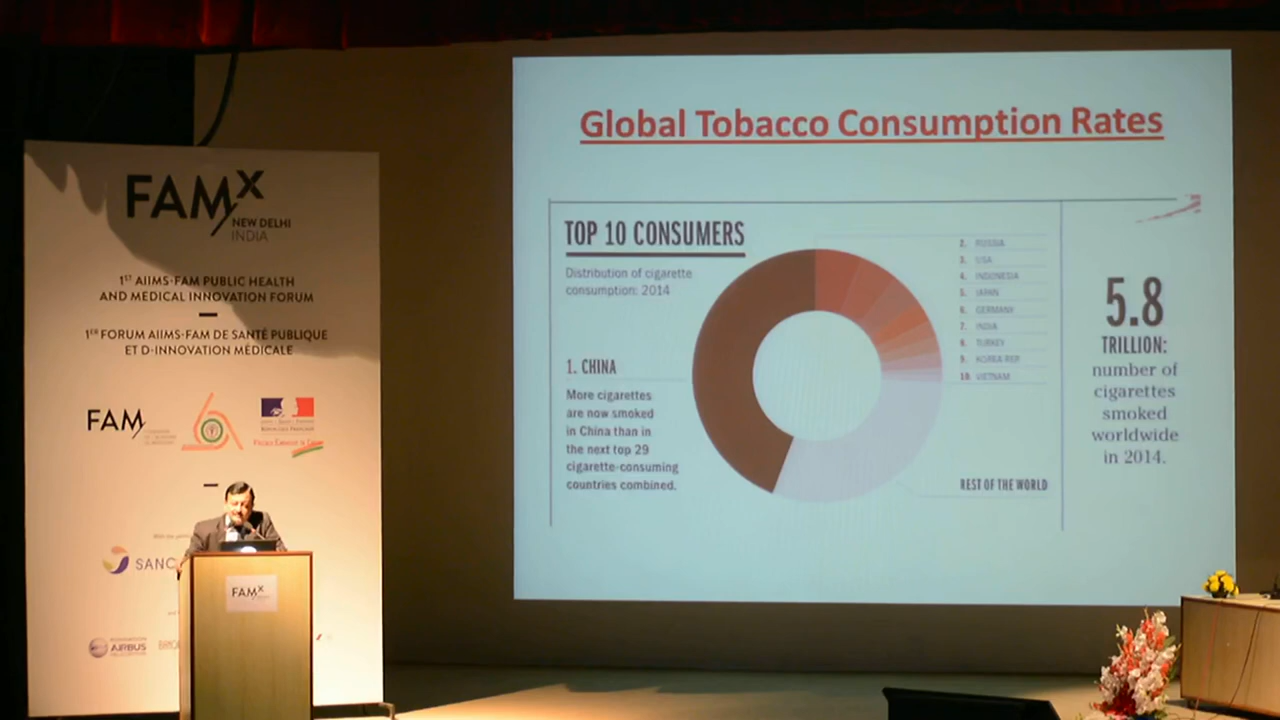 FAMx
NEW DELHI
INDIA
1ST AIIMS-FAM PUBLIC HEALTH
AND MEDICAL INNOVATION FORUM
1ER FORUM AIIMS-FAM DE SANTÉ PUBLIQUE
ET D-INNOVATION MÉDICALE
FAM
RÉPUBLIQUE FRANÇAISE
SANO
AIRBUS
FAMX
Global Tobacco Consumption Rates
TOP 10 CONSUMERS
Distribution of cigarette
consumption: 2014
1. CHINA
More cigarettes
are now smoked
in China than in
the next top 29
cigarette-consuming
countries combined.
2. RUSSIA
3. USA
4. INDONESIA
5. JAPAN
6. GERMANY
7. INDIA
8. TURKEY
9. KOREA REP
10. VIETNAM
REST OF THE WORLD
5.8
TRILLION:
number of
cigarettes
smoked
worldwide
in 2014.